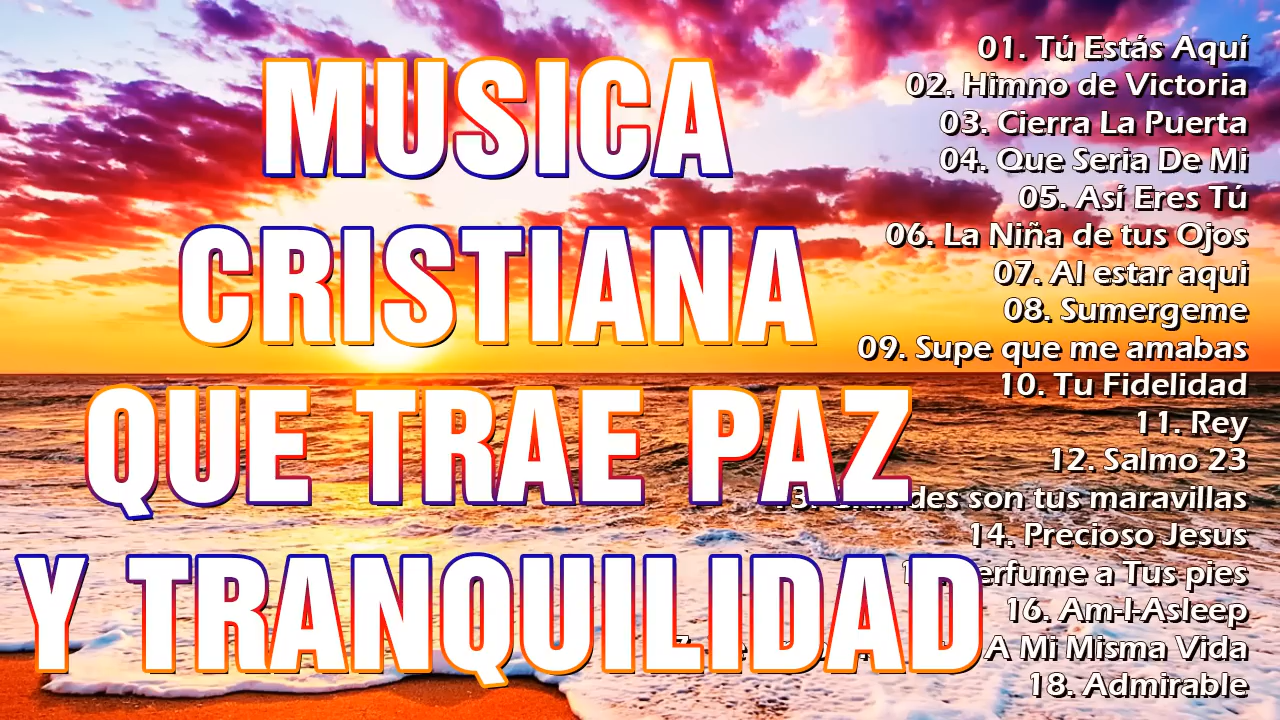 MUSICA
CRISTIANA
QUE TRAE PAZ
Y TRANQUILIDAD
01. Tú Estás Aquí
02. Himno de Victoria
03. Cierra La Puerta
04. Que Seria De Mi
05. Así Eres Tú
06. La Niña de tus Ojos
07. Al estar aqui
08. Sumergeme
09. Supe que me amabas
10. Tu Fidelidad
11. Rey
12. Salmo 23
son tus maravillas
14. Precioso Jesus
a Tus pies
16. Am-I-Asleep
A Mi Misma Vida
18. Admirable